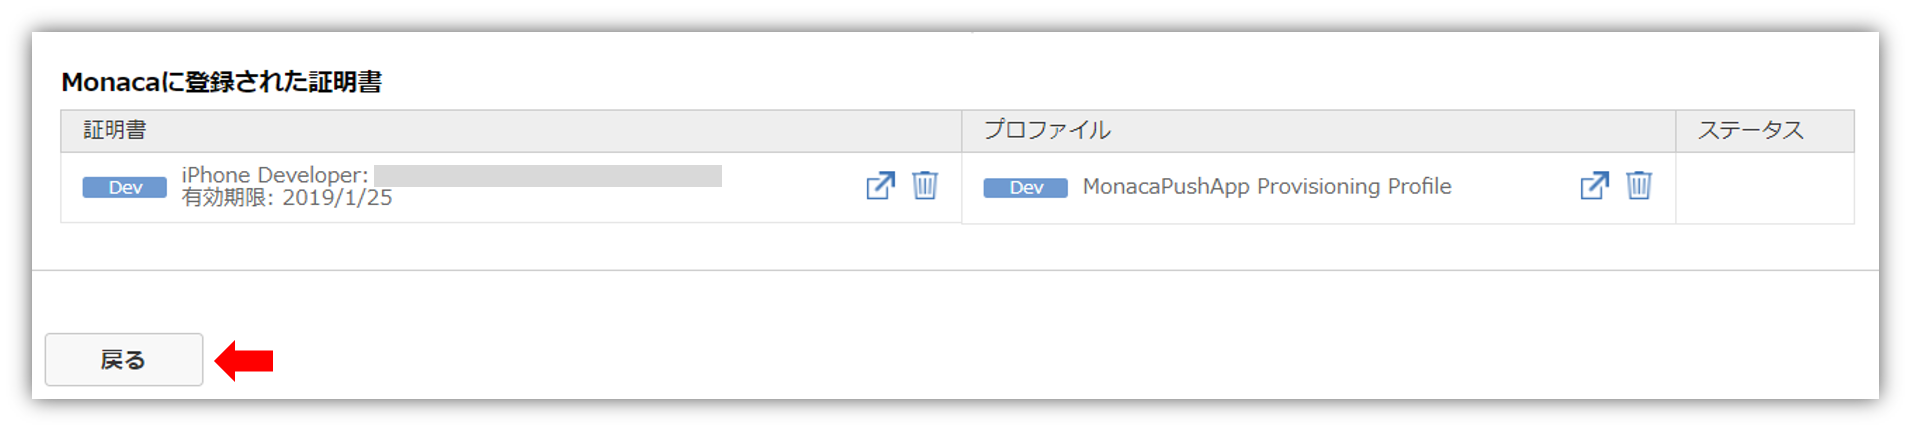 Monacaに登録された証明書
証明書 プロファイル ステータス
Dev iPhone Developer:
有効期限: 2019/1/25
Dev MonacaPushApp Provisioning Profile
戻る